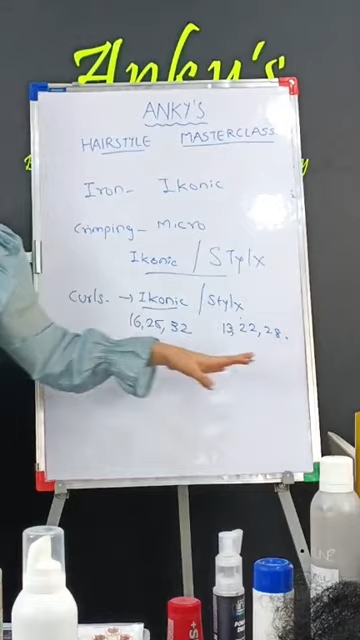 Anky's
ANKY'S
HAIRSTYLE MASTERCLASS
Iron- Ikonic
Crimping- Micro
Ikonic / STylx
Curls. → Ikonic / Stylx
16, 25, 32 13, 22, 28.